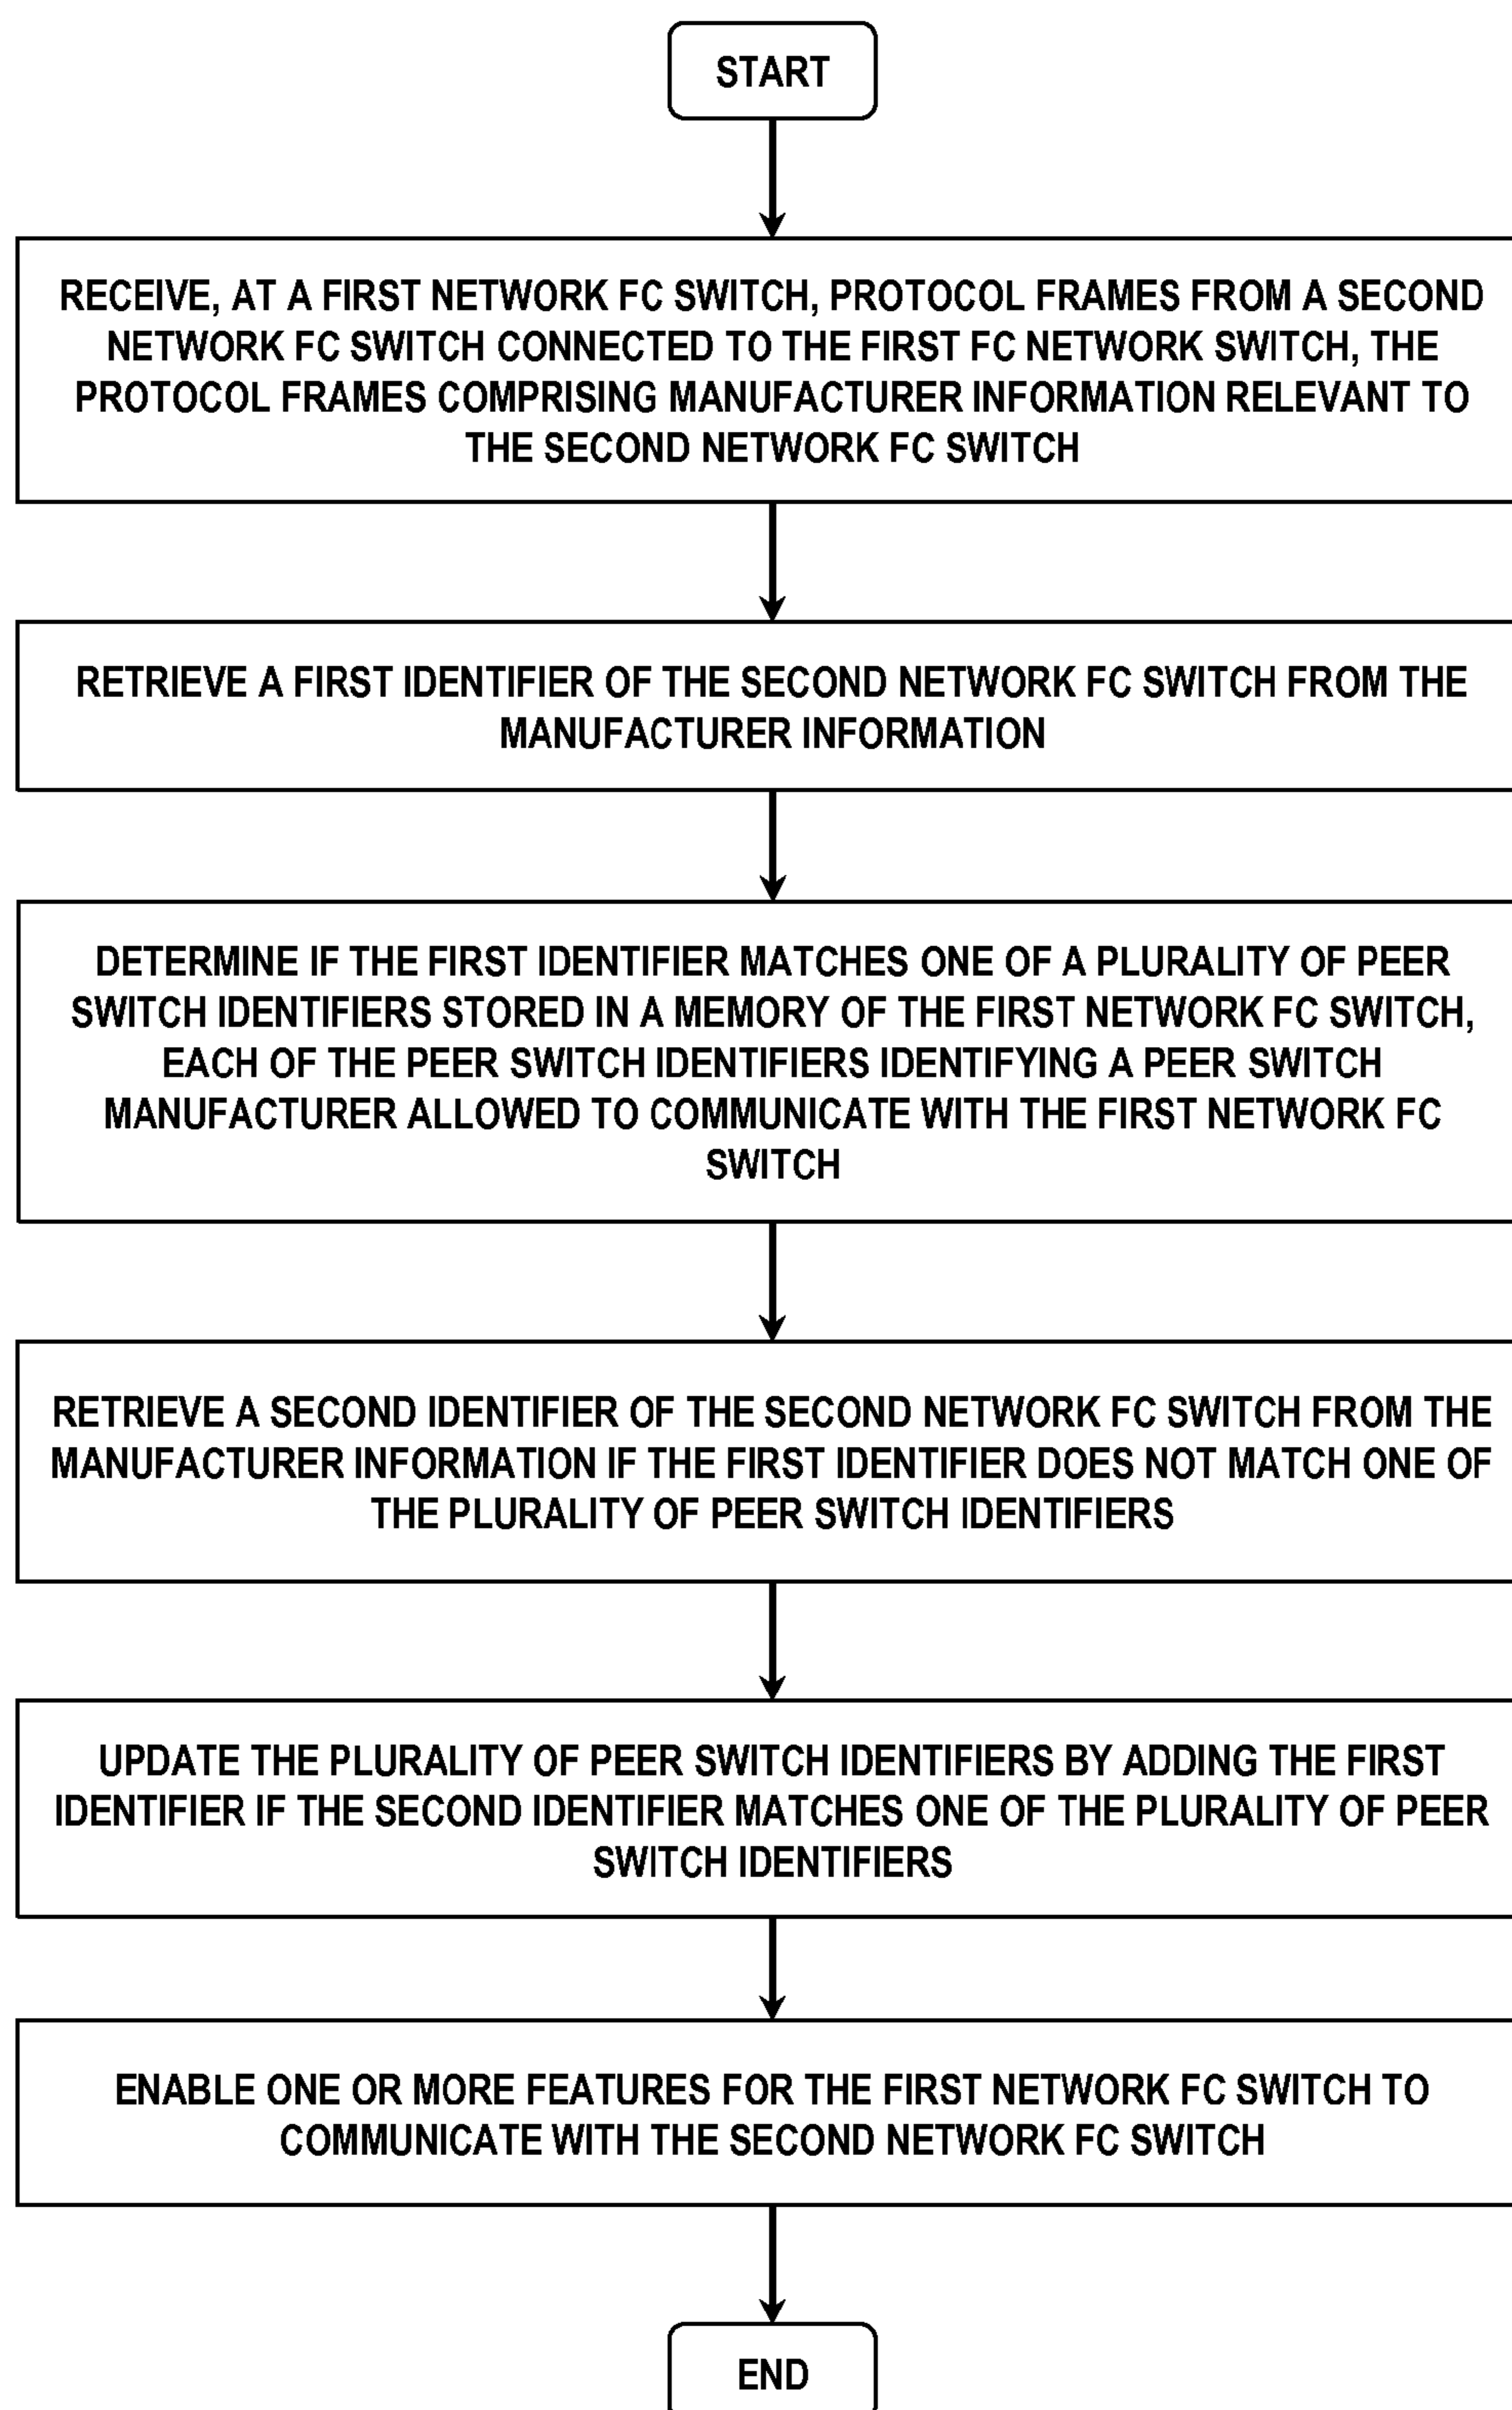 START
RECEIVE, AT A FIRST NETWORK FC SWITCH, PROTOCOL FRAMES FROM A SECOND
NETWORK FC SWITCH CONNECTED TO THE FIRST FC NETWORK SWITCH, THE
PROTOCOL FRAMES COMPRISING MANUFACTURER INFORMATION RELEVANT TO
THE SECOND NETWORK FC SWITCH
RETRIEVE A FIRST IDENTIFIER OF THE SECOND NETWORK FC SWITCH FROM THE
MANUFACTURER INFORMATION
DETERMINE IF THE FIRST IDENTIFIER MATCHES ONE OF A PLURALITY OF PEER
SWITCH IDENTIFIERS STORED IN A MEMORY OF THE FIRST NETWORK FC SWITCH,
EACH OF THE PEER SWITCH IDENTIFIERS IDENTIFYING A PEER SWITCH
MANUFACTURER ALLOWED TO COMMUNICATE WITH THE FIRST NETWORK FC
SWITCH
RETRIEVE A SECOND IDENTIFIER OF THE SECOND NETWORK FC SWITCH FROM THE
MANUFACTURER INFORMATION IF THE FIRST IDENTIFIER DOES NOT MATCH ONE OF
THE PLURALITY OF PEER SWITCH IDENTIFIERS
UPDATE THE PLURALITY OF PEER SWITCH IDENTIFIERS BY ADDING THE FIRST
IDENTIFIER IF THE SECOND IDENTIFIER MATCHES ONE OF THE PLURALITY OF PEER
SWITCH IDENTIFIERS
ENABLE ONE OR MORE FEATURES FOR THE FIRST NETWORK FC SWITCH TO
COMMUNICATE WITH THE SECOND NETWORK FC SWITCH
END